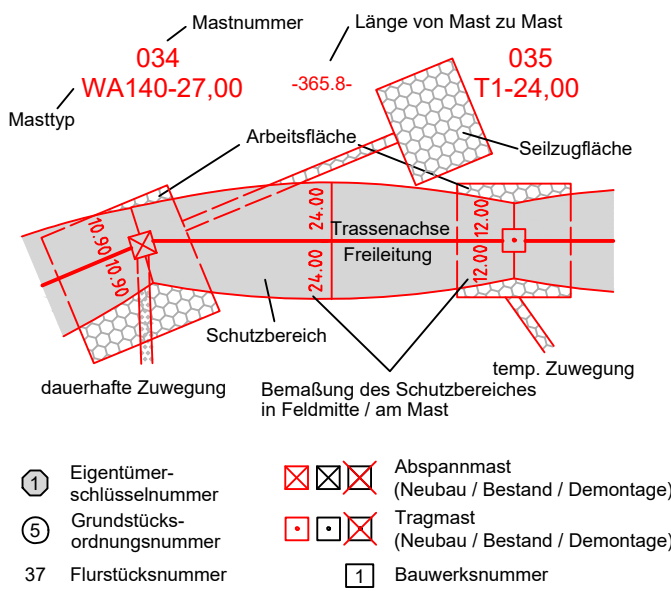 Mastnummer
Länge von Mast zu Mast
034
035
WA140-27,00
-365.8-
T1-24,00
Masttyp
Arbeitsfläche
Seilzugfläche
10.90
10.90
24.00
24.00
Trassenachse
Freileitung
12.00
12.00
Schutzbereich
temp. Zuwegung
dauerhafte Zuwegung
Bemaßung des Schutzbereiches
in Feldmitte / am Mast
1
Eigentümer-
schlüsselnummer
Abspannmast
(Neubau / Bestand / Demontage)
5
Grundstücks-
ordnungsnummer
Tragmast
(Neubau / Bestand / Demontage)
37
Flurstücksnummer
1
Bauwerksnummer